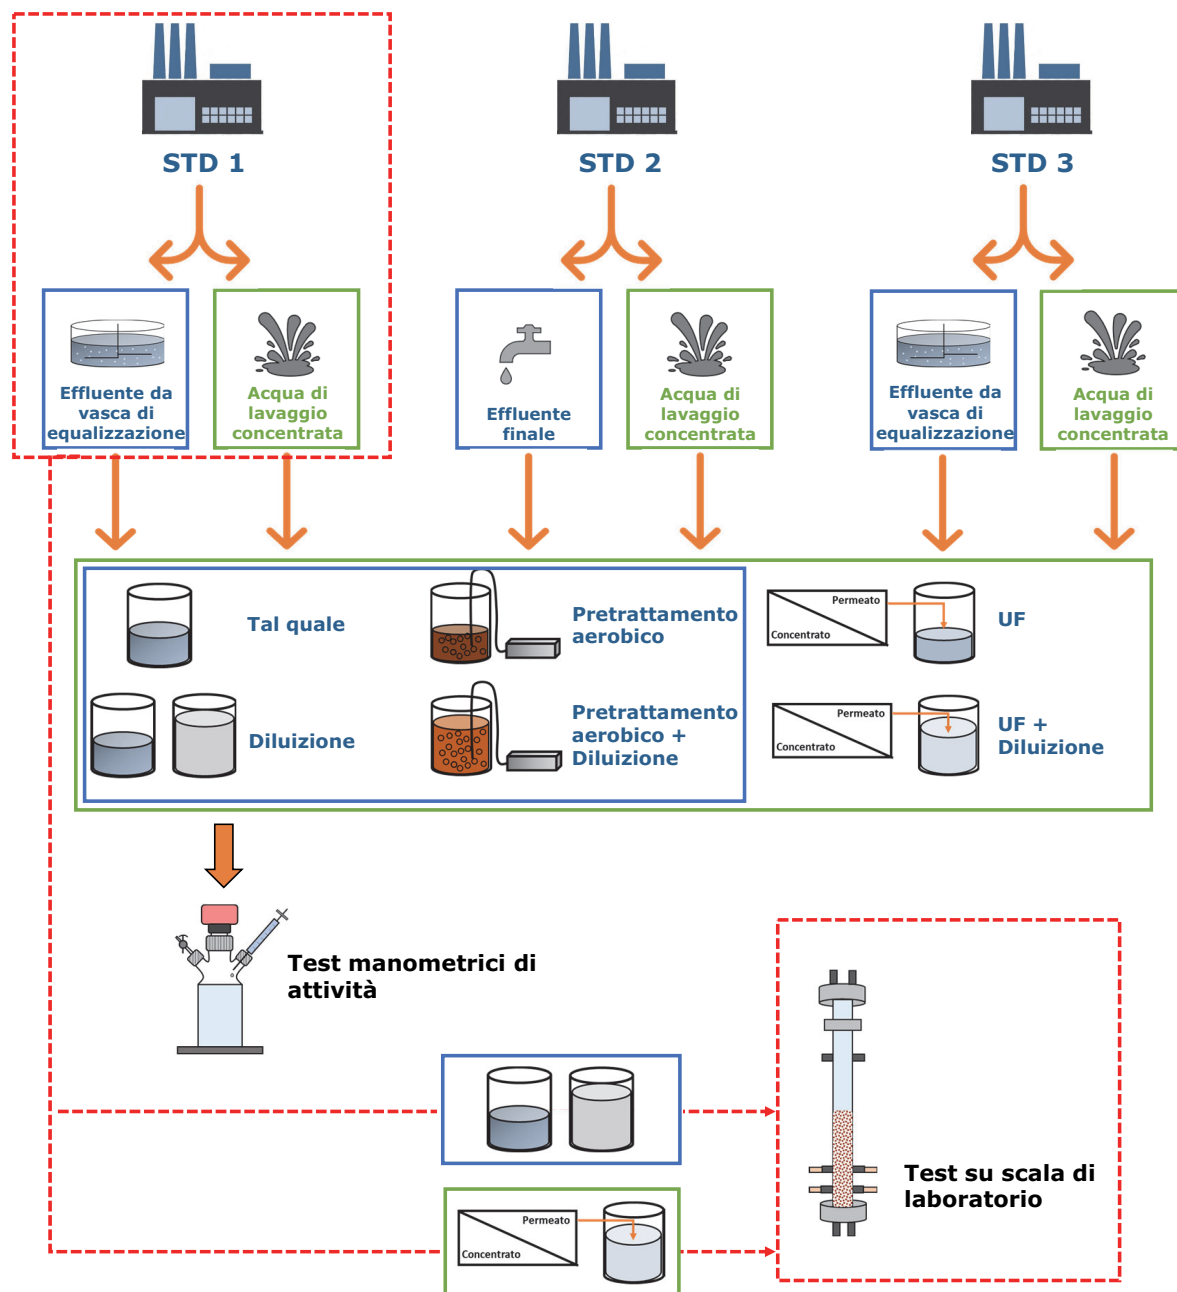 STD 1
STD 2
STD 3
Effluente da
vasca di
equalizzazione
Acqua di
lavaggio
concentrata
Effluente
finale
Acqua di
lavaggio
concentrata
Effluente da
vasca di
equalizzazione
Acqua di
lavaggio
concentrata
Tal quale
Pretrattamento
aerobico
Permeato
Concentrato
UF
Diluizione
Pretrattamento
aerobico +
Diluizione
Permeato
Concentrato
UF +
Diluizione
Test manometrici di
attività
Test su scala di
laboratorio
Permeato
Concentrato